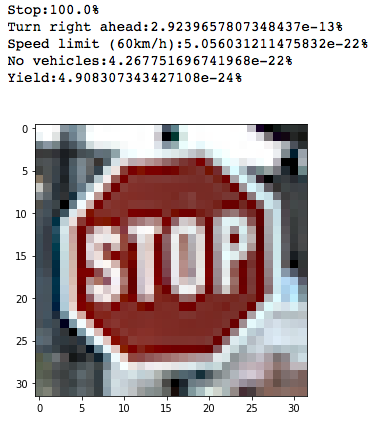 Stop:100.0%
Turn right ahead:2.9239657807348437e-13%
Speed limit (60km/h):5.056031211475832e-22%
No vehicles:4.267751696741968e-22%
Yield:4.908307343427108e-24%
0
5
10
15
20
25
30
STOP
0 5 10 15 20 25 30